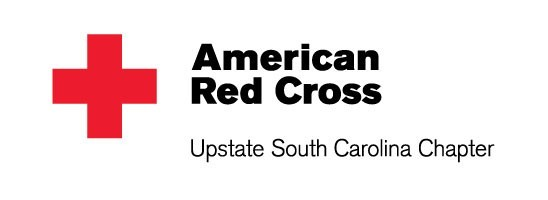 American
Red Cross
Upstate South Carolina Chapter